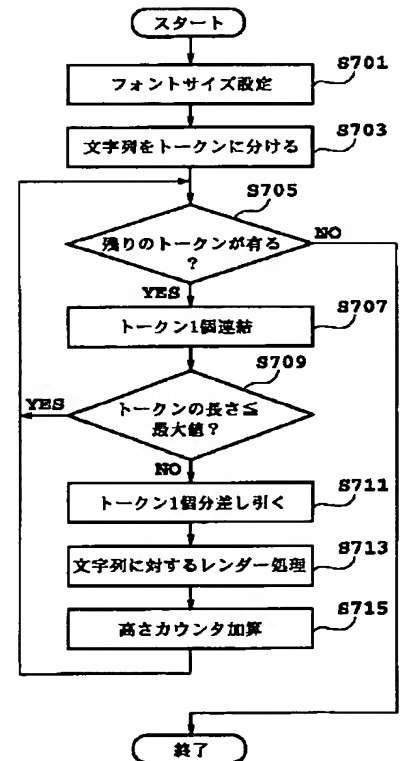 スタート
S701
フォントサイズ設定
S703
文字列をトークンに分ける
S705
残りのトークンが有る
?
NO
YES
S707
トークン1個連結
S709
トークンの長さ≦
最大値?
YES
NO
S711
トークン1個分差し引く
S713
文字列に対するレンダー処理
S715
高さカウンタ加算
終了